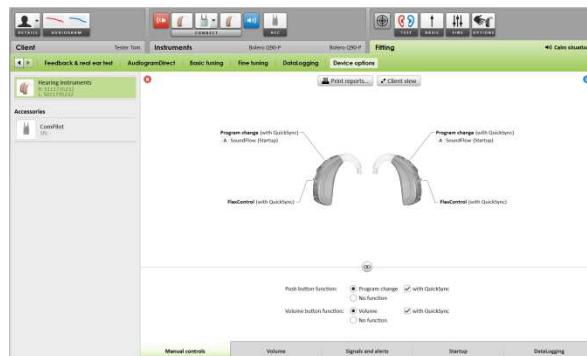 DETAILS
AUDIOGRAM
CONNECT
ACC
TEST
BASIC
FINE
OPTIONS
Client
Tester Tom
Instruments
Bolero Q90-P
Bolero Q90-P
Fitting
Calm situation
Feedback & real ear test
AudiogramDirect
Basic tuning
Fine tuning
DataLogging
Device options
Hearing instruments
Accessories
ComPilot
SN: -
Print reports...
Client view
Program change (with QuickSync)
A SoundFlow (Startup)
Program change (with QuickSync)
A SoundFlow (Startup)
FlexControl (with QuickSync)
FlexControl (with QuickSync)
Push button function:
Program change
with QuickSync
No function
Volume button function:
Volume
with QuickSync
No function
Manual controls
Volume
Signals and alerts
Startup
DataLogging